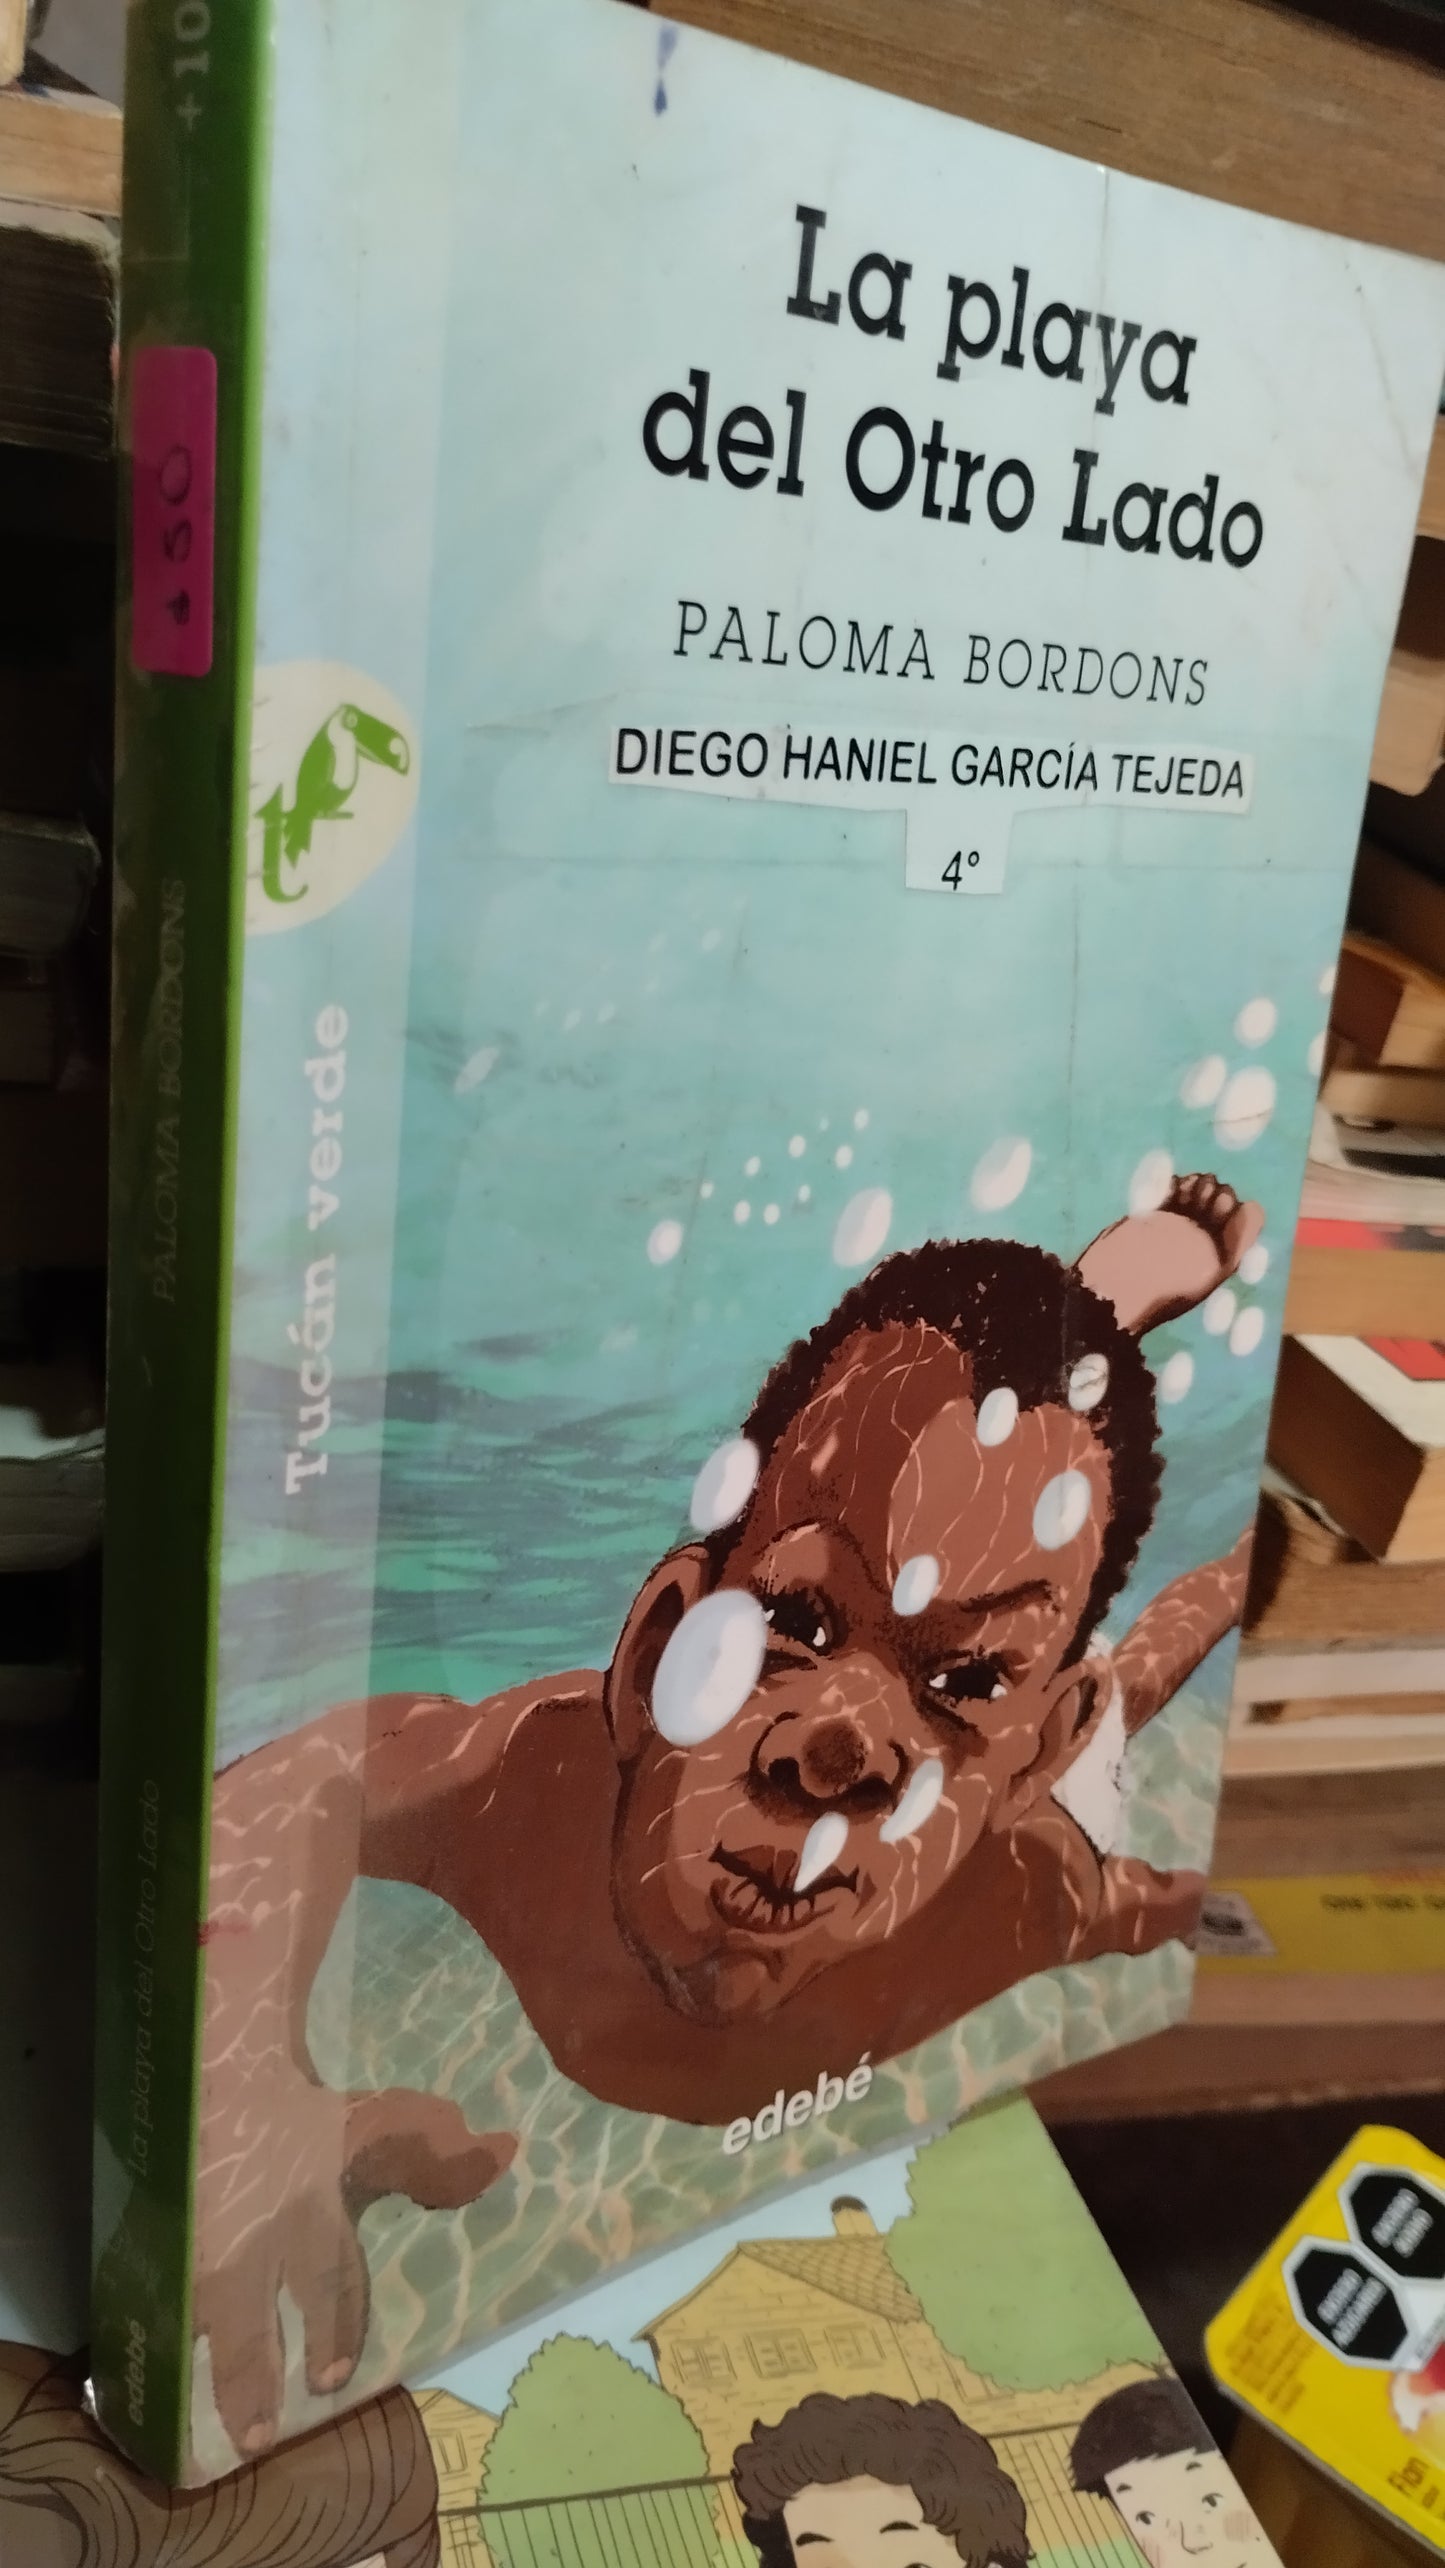 La playa
del Otro Lado
PALOMA BORDONS
DIEGO HANIEL GARCÍA TEJEDA
4°
Tucán verde
edebé
+10
PALOMA BORDONS
La playa del Otro Lado
edebé